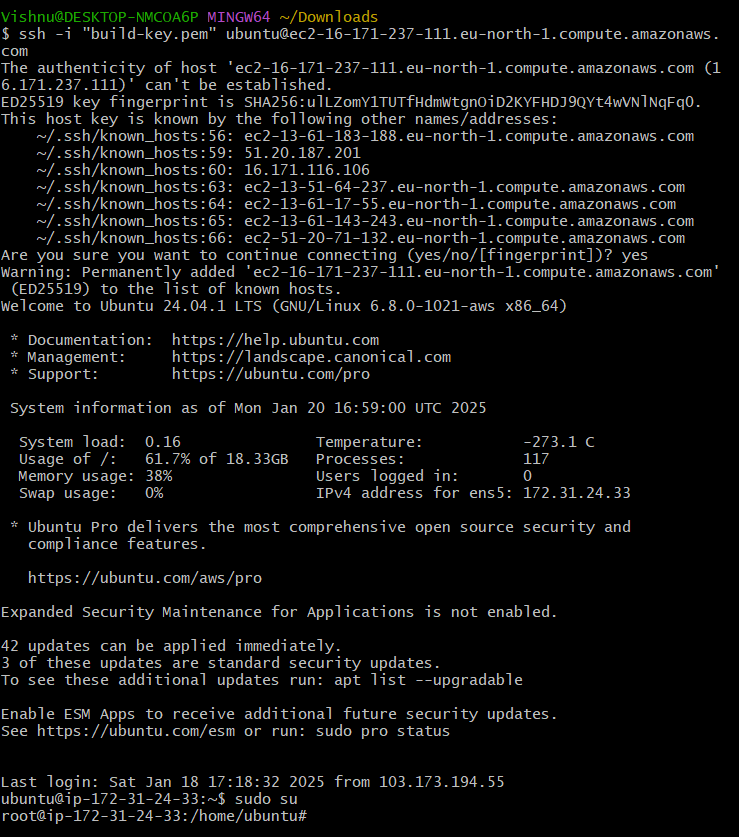 Vishnu@DESKTOP-NMCOA6P MINGW64 ~/Downloads
$ ssh -i "build-key.pem" ubuntu@ec2-16-171-237-111.eu-north-1.compute.amazonaws.
com
The authenticity of host 'ec2-16-171-237-111.eu-north-1.compute.amazonaws.com (1
6.171.237.111)' can't be established.
ED25519 key fingerprint is SHA256:ulLZomY1TUTfHdmWtgnOiD2KYFHDJ9QYt4wVNlNqFq0.
This host key is known by the following other names/addresses:
    ~/.ssh/known_hosts:56: ec2-13-61-183-188.eu-north-1.compute.amazonaws.com
    ~/.ssh/known_hosts:59: 51.20.187.201
    ~/.ssh/known_hosts:60: 16.171.116.106
    ~/.ssh/known_hosts:63: ec2-13-51-64-237.eu-north-1.compute.amazonaws.com
    ~/.ssh/known_hosts:64: ec2-13-61-17-55.eu-north-1.compute.amazonaws.com
    ~/.ssh/known_hosts:65: ec2-13-61-143-243.eu-north-1.compute.amazonaws.com
    ~/.ssh/known_hosts:66: ec2-51-20-71-132.eu-north-1.compute.amazonaws.com
Are you sure you want to continue connecting (yes/no/[fingerprint])? yes
Warning: Permanently added 'ec2-16-171-237-111.eu-north-1.compute.amazonaws.com'
 (ED25519) to the list of known hosts.
Welcome to Ubuntu 24.04.1 LTS (GNU/Linux 6.8.0-1021-aws x86_64)

 * Documentation:  https://help.ubuntu.com
 * Management:     https://landscape.canonical.com
 * Support:        https://ubuntu.com/pro

 System information as of Mon Jan 20 16:59:00 UTC 2025

  System load:  0.16               Temperature:           -273.1 C
  Usage of /:   61.7% of 18.33GB   Processes:             117
  Memory usage: 38%                Users logged in:       0
  Swap usage:   0%                 IPv4 address for ens5: 172.31.24.33

 * Ubuntu Pro delivers the most comprehensive open source security and
   compliance features.

   https://ubuntu.com/aws/pro

Expanded Security Maintenance for Applications is not enabled.

42 updates can be applied immediately.
3 of these updates are standard security updates.
To see these additional updates run: apt list --upgradable

Enable ESM Apps to receive additional future security updates.
See https://ubuntu.com/esm or run: sudo pro status


Last login: Sat Jan 18 17:18:32 2025 from 103.173.194.55
ubuntu@ip-172-31-24-33:~$ sudo su
root@ip-172-31-24-33:/home/ubuntu#